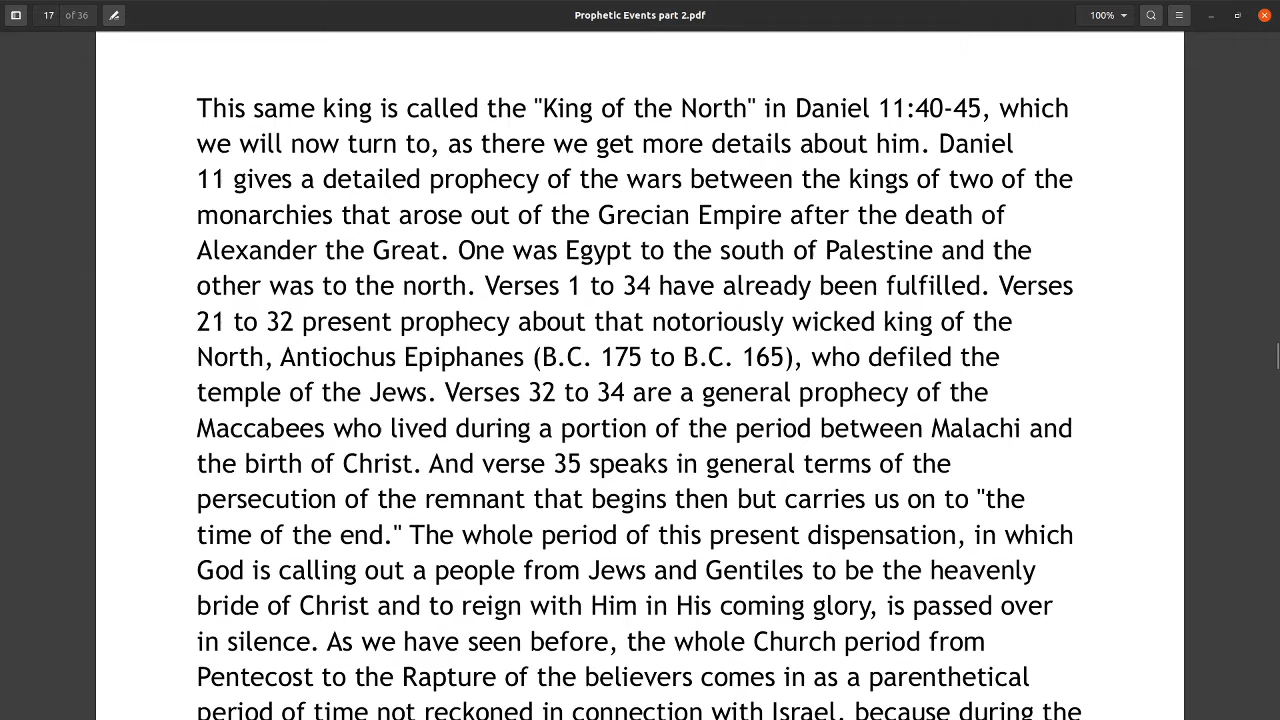 17 of 36
Prophetic Events part 2.pdf
100%
This same king is called the "King of the North" in Daniel 11:40-45, which
we will now turn to, as there we get more details about him. Daniel
11 gives a detailed prophecy of the wars between the kings of two of the
monarchies that arose out of the Grecian Empire after the death of
Alexander the Great. One was Egypt to the south of Palestine and the
other was to the north. Verses 1 to 34 have already been fulfilled. Verses
21 to 32 present prophecy about that notoriously wicked king of the
North, Antiochus Epiphanes (B.C. 175 to B.C. 165), who defiled the
temple of the Jews. Verses 32 to 34 are a general prophecy of the
Maccabees who lived during a portion of the period between Malachi and
the birth of Christ. And verse 35 speaks in general terms of the
persecution of the remnant that begins then but carries us on to "the
time of the end." The whole period of this present dispensation, in which
God is calling out a people from Jews and Gentiles to be the heavenly
bride of Christ and to reign with Him in His coming glory, is passed over
in silence. As we have seen before, the whole Church period from
Pentecost to the Rapture of the believers comes in as a parenthetical
period of time not reckoned in connection with Israel, because during the